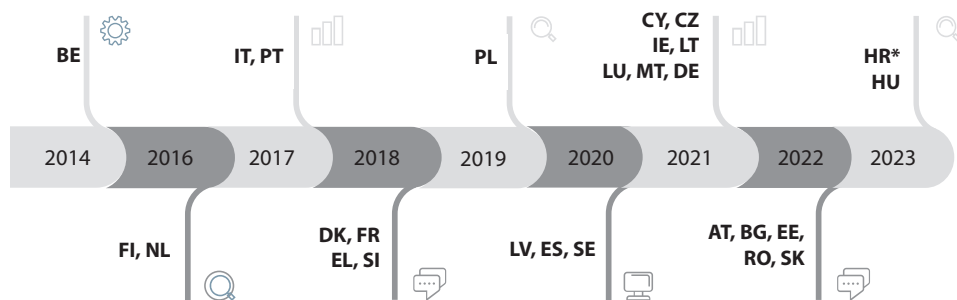 BE
IT, PT
PL
CY, CZ
IE, LT
LU, MT, DE
HR*
HU
2014 2016 2017 2018 2019 2020 2021 2022 2023
FI, NL
DK, FR
EL, SI
LV, ES, SE
AT, BG, EE,
RO, SK